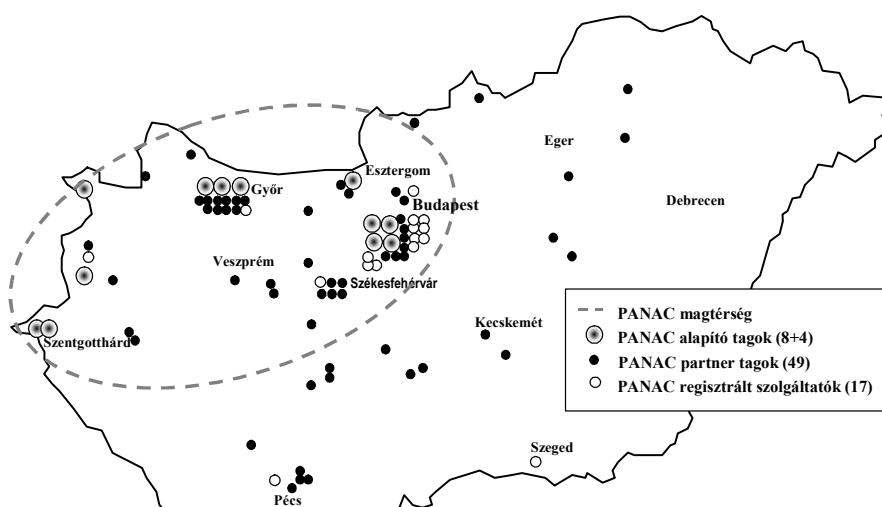 Eger
Esztergom
Győr
Debrecen
Budapest
Veszprém
Székesfehérvár
PANAC magtérség
Kecskemét
PANAC alapító tagok (8+4)
Szentgotthárd
PANAC partner tagok (49)
PANAC regisztrált szolgáltatók (17)
Szeged
Pécs